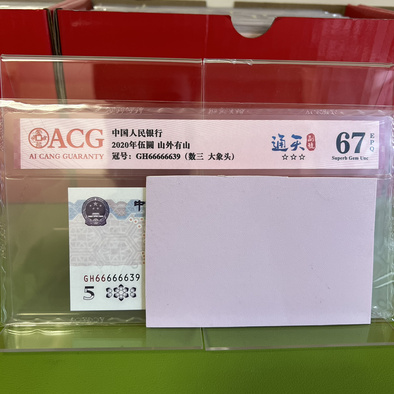 ACG
AI CANG GUARANTY
中国人民银行
2020年伍圆 山外有山
冠号：GH66666639（数三 大象头）
通天
☆☆☆
67
EPQ
Superb Gem Unc
中
GH66666639
5